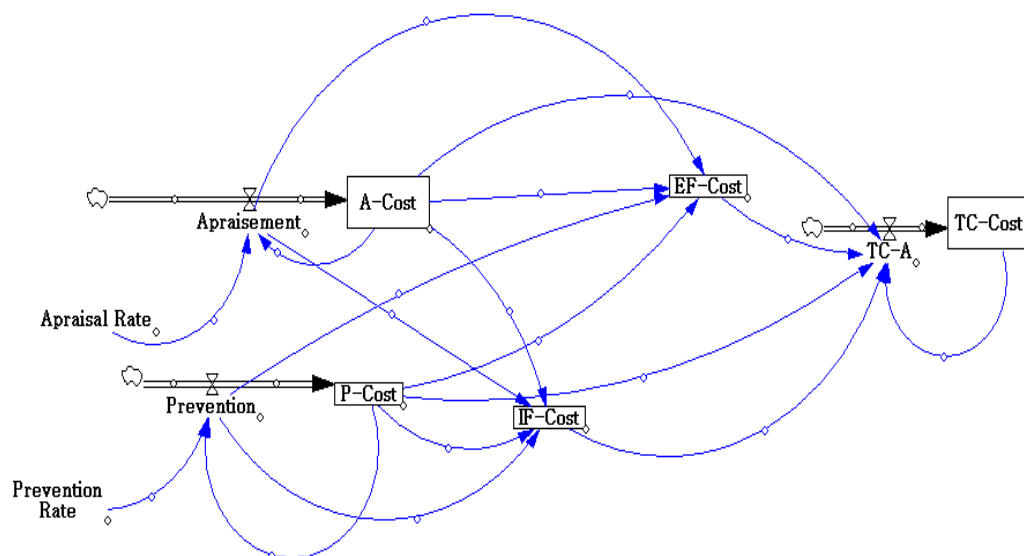 EF-Cost
A-Cost
Apraisement
TC-Cost
TC-A
Apraisal Rate
P-Cost
Prevention
IF-Cost
Prevention
Rate